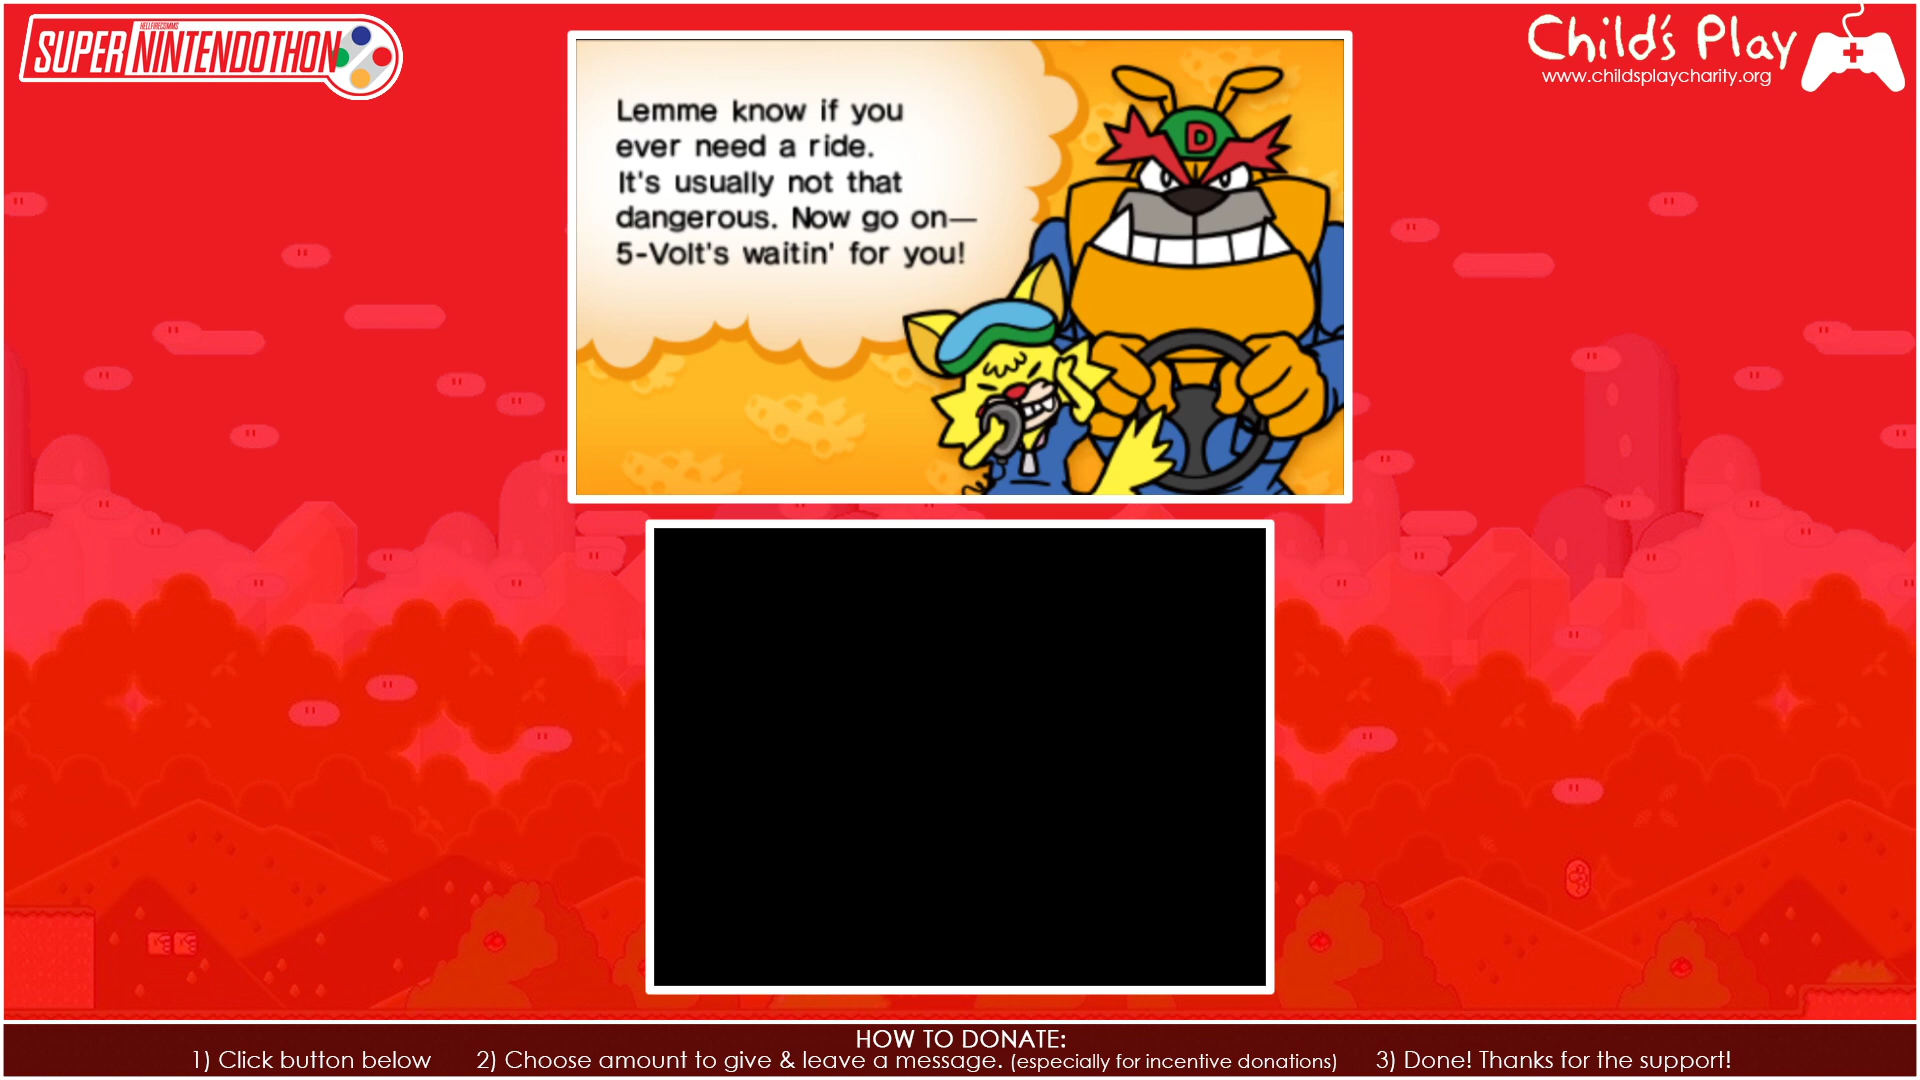 HELLFIRECOMMS
SUPER NINTENDOTHON
Child's Play
www.childsplaycharity.org
Lemme know if you
ever need a ride.
It's usually not that
dangerous. Now go on—
5-Volt's waitin' for you!
D
HOW TO DONATE:
1) Click button below 2) Choose amount to give & leave a message. (especially for incentive donations) 3) Done! Thanks for the support!